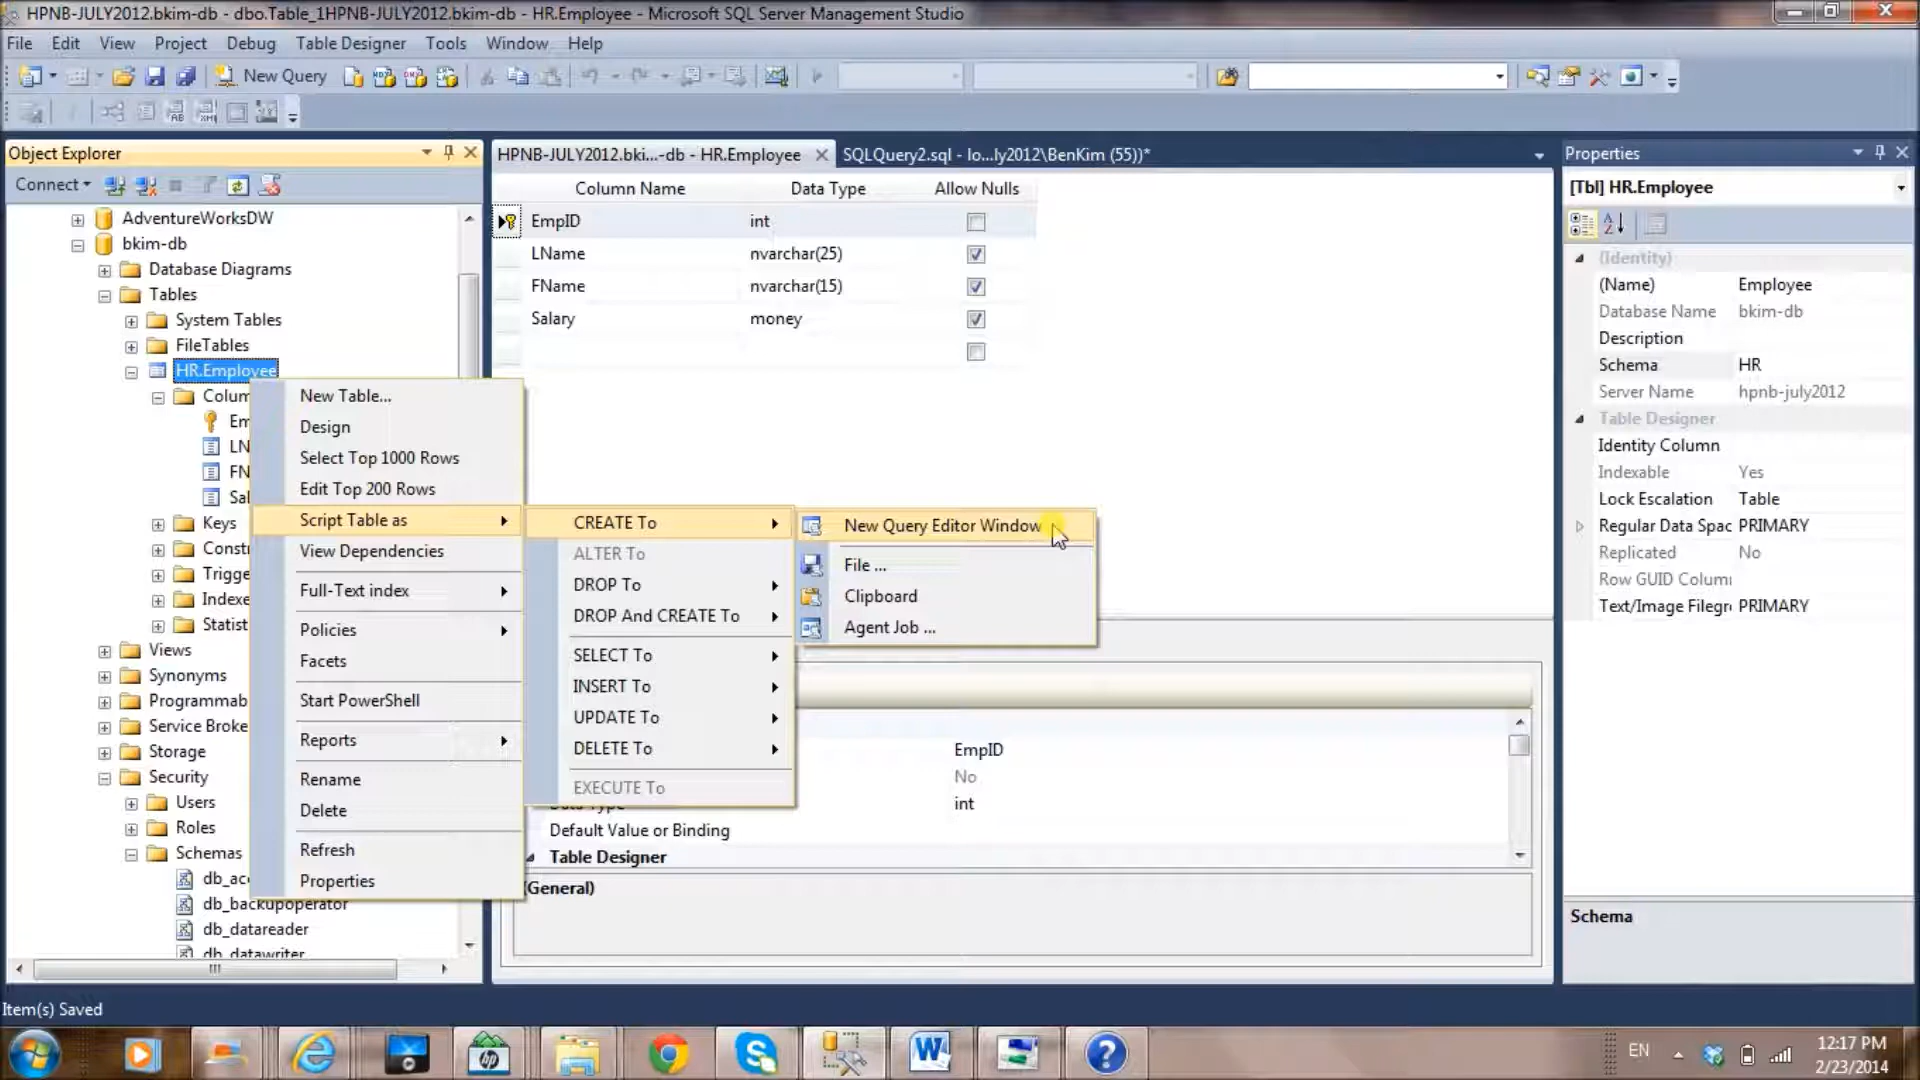 HPNB-JULY2012.bkim-db - dbo.Table_1HPNB-JULY2012.bkim-db - HR.Employee - Microsoft SQL Server Management Studio
File Edit View Project Debug Table Designer Tools Window Help
New Query
Object Explorer
Connect
AdventureWorksDW
bkim-db
Database Diagrams
Tables
System Tables
FileTables
HR.Employee
Colum
Em
LN
FN
Sal
Keys
Constr
Trigge
Indexe
Statist
Views
Synonyms
Programmab
Service Broke
Storage
Security
Users
Roles
Schemas
db_acc
db_backupoperator
db_datareader
db_datawriter
New Table...
Design
Select Top 1000 Rows
Edit Top 200 Rows
Script Table as
View Dependencies
Full-Text index
Policies
Facets
Start PowerShell
Reports
Rename
Delete
Refresh
Properties
CREATE To
ALTER To
DROP To
DROP And CREATE To
SELECT To
INSERT To
UPDATE To
DELETE To
EXECUTE To
New Query Editor Window
File ...
Clipboard
Agent Job ...
HPNB-JULY2012.bki...-db - HR.Employee
SQLQuery2.sql - lo...ly2012\BenKim (55))*
Column Name Data Type Allow Nulls
EmpID int
LName nvarchar(25)
FName nvarchar(15)
Salary money
EmpID
No
Data Type int
Default Value or Binding
Table Designer
(General)
Properties
[Tbl] HR.Employee
(Identity)
(Name) Employee
Database Name bkim-db
Description
Schema HR
Server Name hpnb-july2012
Table Designer
Identity Column
Indexable Yes
Lock Escalation Table
Regular Data Spac PRIMARY
Replicated No
Row GUID Colum
Text/Image Filegr PRIMARY
Schema
Item(s) Saved
EN
12:17 PM
2/23/2014